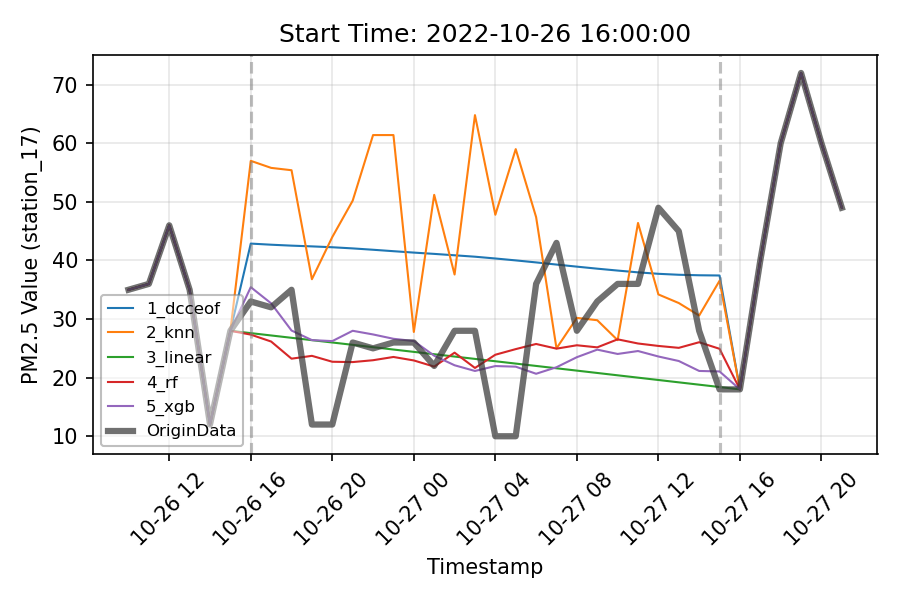 Start Time: 2022-10-26 16:00:00
PM2.5 Value (station_17)
70
60
50
40
30
20
10
1_dcceof
2_knn
3_linear
4_rf
5_xgb
OriginData
10-26 12
10-26 16
10-26 20
10-27 00
10-27 04
10-27 08
10-27 12
10-27 16
10-27 20
Timestamp